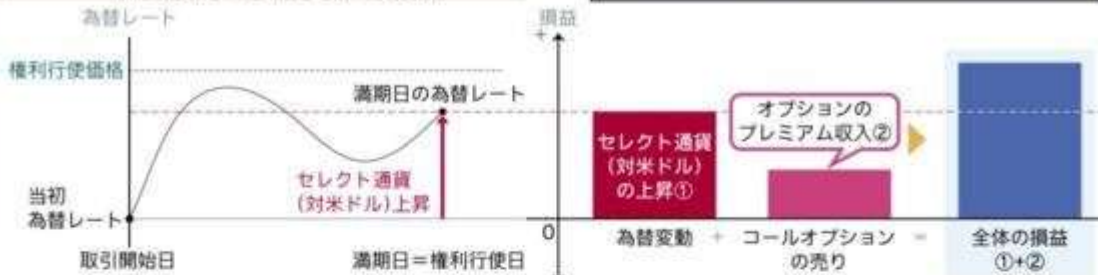 為替レート
権利行使価格
満期日の為替レート
セレクト通貨
(対米ドル)上昇
当初
為替レート
取引開始日
満期日=権利行使日
損益
+
0
セレクト通貨
(対米ドル)
の上昇①
オプションの
プレミアム収入②
為替変動 + コールオプション = 全体の損益
の売り ①+②